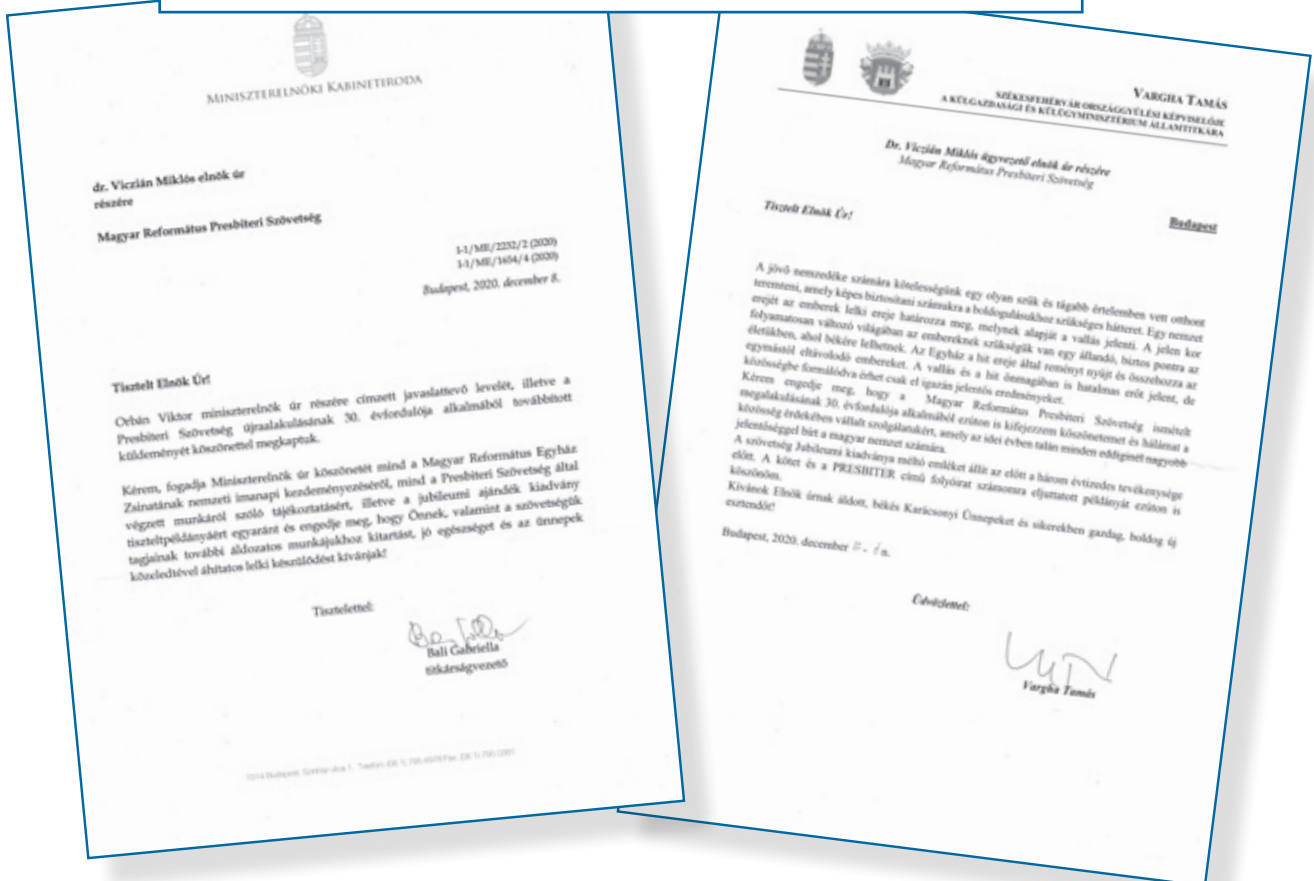 MINISZTERELNÖKI KABINETIRODA
dr. Viczián Miklós elnök úr
részére
Magyar Református Presbiteri Szövetség
1-1/ME/2232/2 (2020)
1-1/ME/1654/4 (2020)
Budapest, 2020. december 8.
Tisztelt Elnök Úr!
Orbán Viktor miniszterelnök úr részére címzett javaslattevő levelét, illetve a
Presbiteri Szövetség újraalakulásának 30. évfordulója alkalmából továbbított
küldeményét köszönettel megkaptuk.
Kérem, fogadja Miniszterelnök úr köszönetét mind a Magyar Református Egyház
Zsinatának nemzeti imanapi kezdeményezéséről, mind a Presbiteri Szövetség által
végzett munkáról szóló tájékoztatásért, illetve a jubileumi ajándék kiadvány
tiszteltpéldányáért egyaránt és engedje meg, hogy Önnek, valamint a szövetségük
tagjainak további áldozatos munkájukhoz kitartást, jó egészséget és az ünnepek
közeledtével áhítatos lelki készülődést kívánjak!
Tisztelettel:
Bali Gabriella
titkárságvezető
VARGHA TAMÁS
SZÉKESFEHÉRVÁR ORSZÁGGYŰLÉSI KÉPVISELŐJE
A KÜLGAZDASÁGI ÉS KÜLÜGYMINISZTÉRIUM ÁLLAMTITKÁRA
Dr. Viczián Miklós ügyvezető elnök úr részére
Magyar Református Presbiteri Szövetség
Budapest
Tisztelt Elnök Úr!
A jövő nemzedéke számára kötelességünk egy olyan szűk és tágabb értelemben vett otthont
teremteni, amely képes biztosítani számukra a boldogulásukhoz szükséges hátteret. Egy nemzet
erejét az emberek lelki ereje határozza meg, melynek alapját a vallás jelenti. A jelen kor
folyamatosan változó világában az embereknek szükségük van egy állandó, biztos pontra az
életükben, ahol békére lelhetnek. Az Egyház a hit ereje által reményt nyújt és összehozza az
egymástól eltávolodó embereket. A vallás és a hit önmagában is hatalmas erőt jelent, de
közösségbe formálódva érhet csak el igazán jelentős eredményeket.
Kérem engedje meg, hogy a Magyar Református Presbiteri Szövetség ismételt
megalakulásának 30. évfordulója alkalmából ezúton is kifejezzem köszönetemet és hálámat a
közösség érdekében vállalt szolgálatukért, amely az idei évben talán minden eddiginél nagyobb
jelentőséggel bírt a magyar nemzet számára.
A szövetség Jubileumi kiadványa méltó emléket állít az előtt a három évtizedes tevékenysége
előtt. A kötet és a PRESBITER című folyóirat számomra eljuttatott példányát ezúton is
köszönöm.
Kívánok Elnök úrnak áldott, békés Karácsonyi Ünnepeket és sikerekben gazdag, boldog új
esztendőt!
Budapest, 2020. december
Üdvözlettel:
Vargha Tamás